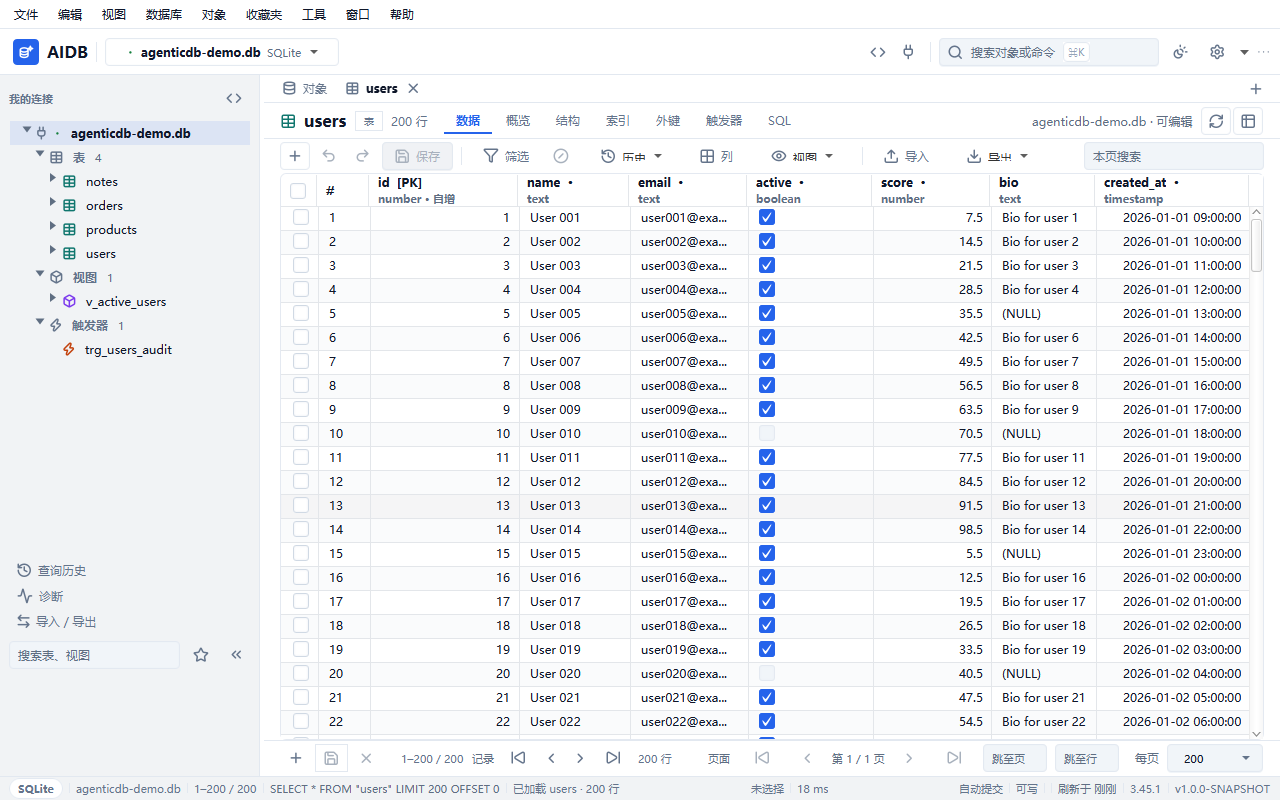 文件 编辑 视图 数据库 对象 收藏夹 工具 窗口 帮助
AIDB · agenticdb-demo.db SQLite 搜索对象或命令 ⌘K
我的连接
· agenticdb-demo.db
表 4
notes
orders
products
users
视图 1
v_active_users
触发器 1
trg_users_audit
查询历史
诊断
导入 / 导出
搜索表、视图
对象 users
users 表 200 行 数据 概览 结构 索引 外键 触发器 SQL agenticdb-demo.db · 可编辑
保存 筛选 历史 列 视图 导入 导出 本页搜索
# id [PK] name • email • active • score • bio created_at •
number • 自增 text text boolean number text timestamp
1 1 User 001 user001@exa... 7.5 Bio for user 1 2026-01-01 09:00:00
2 2 User 002 user002@exa... 14.5 Bio for user 2 2026-01-01 10:00:00
3 3 User 003 user003@exa... 21.5 Bio for user 3 2026-01-01 11:00:00
4 4 User 004 user004@exa... 28.5 Bio for user 4 2026-01-01 12:00:00
5 5 User 005 user005@exa... 35.5 (NULL) 2026-01-01 13:00:00
6 6 User 006 user006@exa... 42.5 Bio for user 6 2026-01-01 14:00:00
7 7 User 007 user007@exa... 49.5 Bio for user 7 2026-01-01 15:00:00
8 8 User 008 user008@exa... 56.5 Bio for user 8 2026-01-01 16:00:00
9 9 User 009 user009@exa... 63.5 Bio for user 9 2026-01-01 17:00:00
10 10 User 010 user010@exa... 70.5 (NULL) 2026-01-01 18:00:00
11 11 User 011 user011@exa... 77.5 Bio for user 11 2026-01-01 19:00:00
12 12 User 012 user012@exa... 84.5 Bio for user 12 2026-01-01 20:00:00
13 13 User 013 user013@exa... 91.5 Bio for user 13 2026-01-01 21:00:00
14 14 User 014 user014@exa... 98.5 Bio for user 14 2026-01-01 22:00:00
15 15 User 015 user015@exa... 5.5 (NULL) 2026-01-01 23:00:00
16 16 User 016 user016@exa... 12.5 Bio for user 16 2026-01-02 00:00:00
17 17 User 017 user017@exa... 19.5 Bio for user 17 2026-01-02 01:00:00
18 18 User 018 user018@exa... 26.5 Bio for user 18 2026-01-02 02:00:00
19 19 User 019 user019@exa... 33.5 Bio for user 19 2026-01-02 03:00:00
20 20 User 020 user020@exa... 40.5 (NULL) 2026-01-02 04:00:00
21 21 User 021 user021@exa... 47.5 Bio for user 21 2026-01-02 05:00:00
22 22 User 022 user022@exa... 54.5 Bio for user 22 2026-01-02 06:00:00
1–200 / 200 记录 200 行 页面 第 1 / 1 页 跳至页 跳至行 每页 200
SQLite agenticdb-demo.db 1–200 / 200 SELECT * FROM "users" LIMIT 200 OFFSET 0 已加载 users · 200 行 未选择 18 ms 自动提交 可写 刷新于 刚刚 3.45.1 v1.0.0-SNAPSHOT